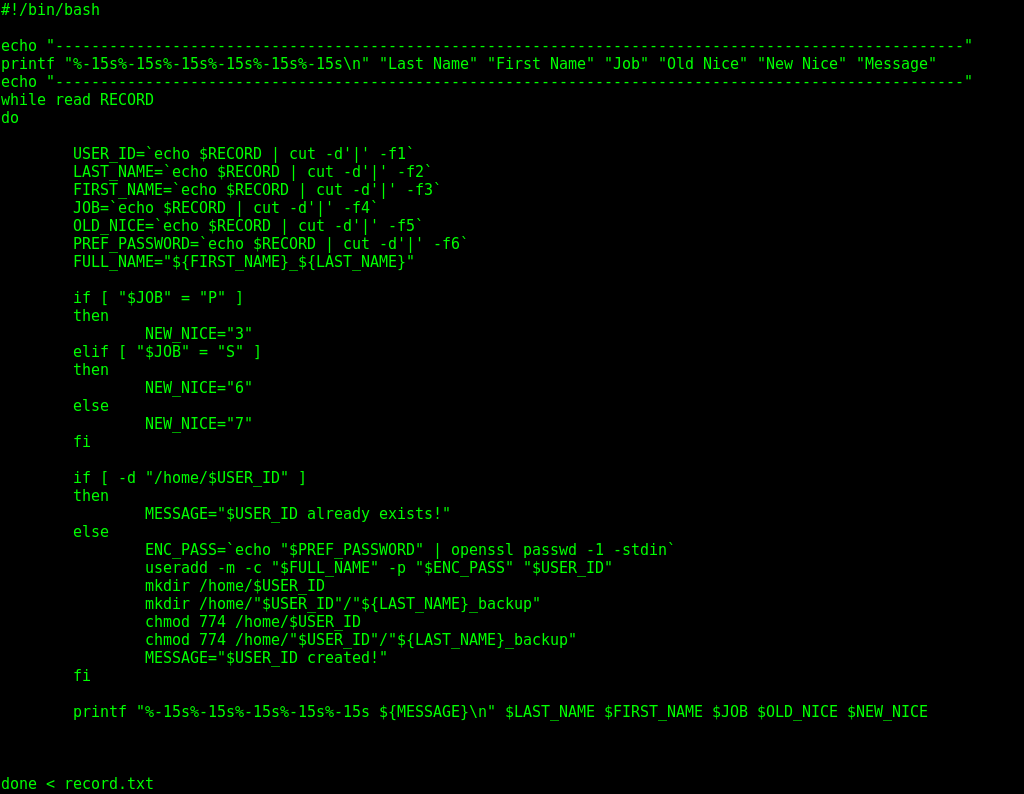 #!/bin/bash
echo "-----------------------------------------------------------------------------------------------------"
printf "%-15s%-15s%-15s%-15s%-15s%-15s\n" "Last Name" "First Name" "Job" "Old Nice" "New Nice" "Message"
echo "-----------------------------------------------------------------------------------------------------"
while read RECORD
do
        USER_ID=`echo $RECORD | cut -d'|' -f1`
        LAST_NAME=`echo $RECORD | cut -d'|' -f2`
        FIRST_NAME=`echo $RECORD | cut -d'|' -f3`
        JOB=`echo $RECORD | cut -d'|' -f4`
        OLD_NICE=`echo $RECORD | cut -d'|' -f5`
        PREF_PASSWORD=`echo $RECORD | cut -d'|' -f6`
        FULL_NAME="${FIRST_NAME}_${LAST_NAME}"
        if [ "$JOB" = "P" ]
        then
                NEW_NICE="3"
        elif [ "$JOB" = "S" ]
        then
                NEW_NICE="6"
        else
                NEW_NICE="7"
        fi
        if [ -d "/home/$USER_ID" ]
        then
                MESSAGE="$USER_ID already exists!"
        else
                ENC_PASS=`echo "$PREF_PASSWORD" | openssl passwd -1 -stdin`
                useradd -m -c "$FULL_NAME" -p "$ENC_PASS" "$USER_ID"
                mkdir /home/$USER_ID
                mkdir /home/"$USER_ID"/"${LAST_NAME}_backup"
                chmod 774 /home/$USER_ID
                chmod 774 /home/"$USER_ID"/"${LAST_NAME}_backup"
                MESSAGE="$USER_ID created!"
        fi
        printf "%-15s%-15s%-15s%-15s%-15s ${MESSAGE}\n" $LAST_NAME $FIRST_NAME $JOB $OLD_NICE $NEW_NICE
done < record.txt